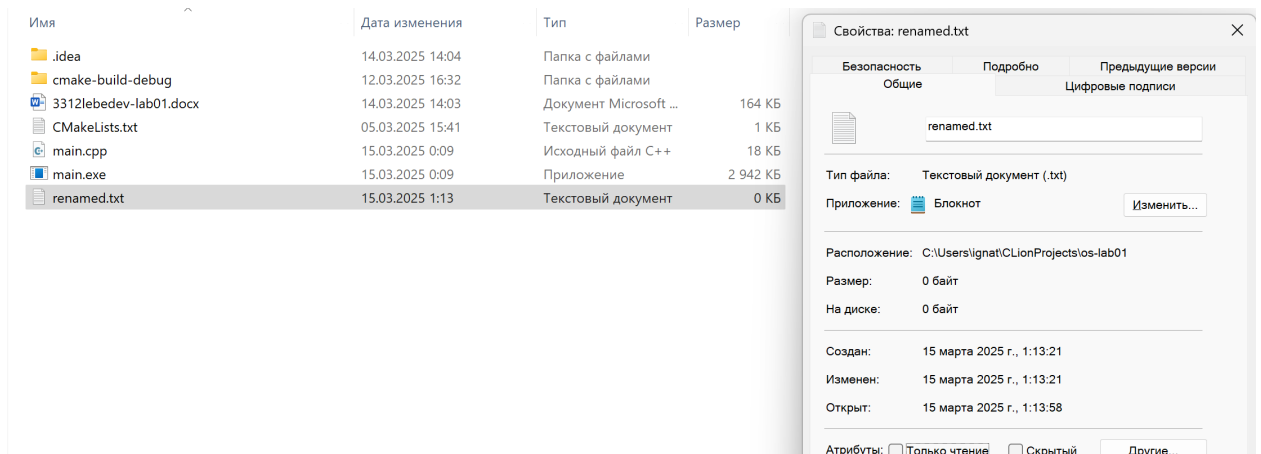 Имя Дата изменения Тип Размер
.idea 14.03.2025 14:04 Папка с файлами
cmake-build-debug 12.03.2025 16:32 Папка с файлами
3312lebedev-lab01.docx 14.03.2025 14:03 Документ Microsoft ... 164 КБ
CMakeLists.txt 05.03.2025 15:41 Текстовый документ 1 КБ
main.cpp 15.03.2025 0:09 Исходный файл C++ 18 КБ
main.exe 15.03.2025 0:09 Приложение 2 942 КБ
renamed.txt 15.03.2025 1:13 Текстовый документ 0 КБ
Свойства: renamed.txt
Безопасность Подробно Предыдущие версии
Общие Цифровые подписи
renamed.txt
Тип файла: Текстовый документ (.txt)
Приложение: Блокнот Изменить...
Расположение: C:\Users\ignat\CLionProjects\os-lab01
Размер: 0 байт
На диске: 0 байт
Создан: 15 марта 2025 г., 1:13:21
Изменен: 15 марта 2025 г., 1:13:21
Открыт: 15 марта 2025 г., 1:13:58
Атрибуты: Только чтение Скрытый Другие...